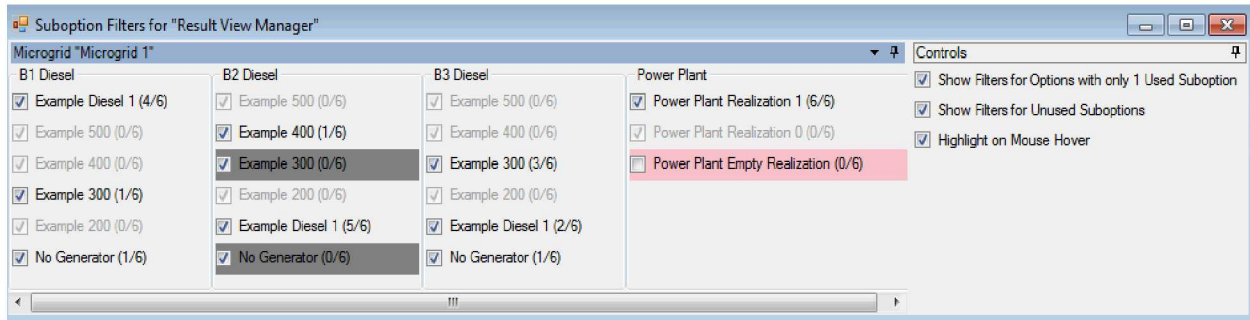 Suboption Filters for "Result View Manager"
Microgrid "Microgrid 1"
Controls
B1 Diesel
Example Diesel 1 (4/6)
Example 500 (0/6)
Example 400 (0/6)
Example 300 (1/6)
Example 200 (0/6)
No Generator (1/6)
B2 Diesel
Example 500 (0/6)
Example 400 (1/6)
Example 300 (0/6)
Example 200 (0/6)
Example Diesel 1 (5/6)
No Generator (0/6)
B3 Diesel
Example 500 (0/6)
Example 400 (0/6)
Example 300 (3/6)
Example 200 (0/6)
Example Diesel 1 (2/6)
No Generator (1/6)
Power Plant
Power Plant Realization 1 (6/6)
Power Plant Realization 0 (0/6)
Power Plant Empty Realization (0/6)
Show Filters for Options with only 1 Used Suboption
Show Filters for Unused Suboptions
Highlight on Mouse Hover